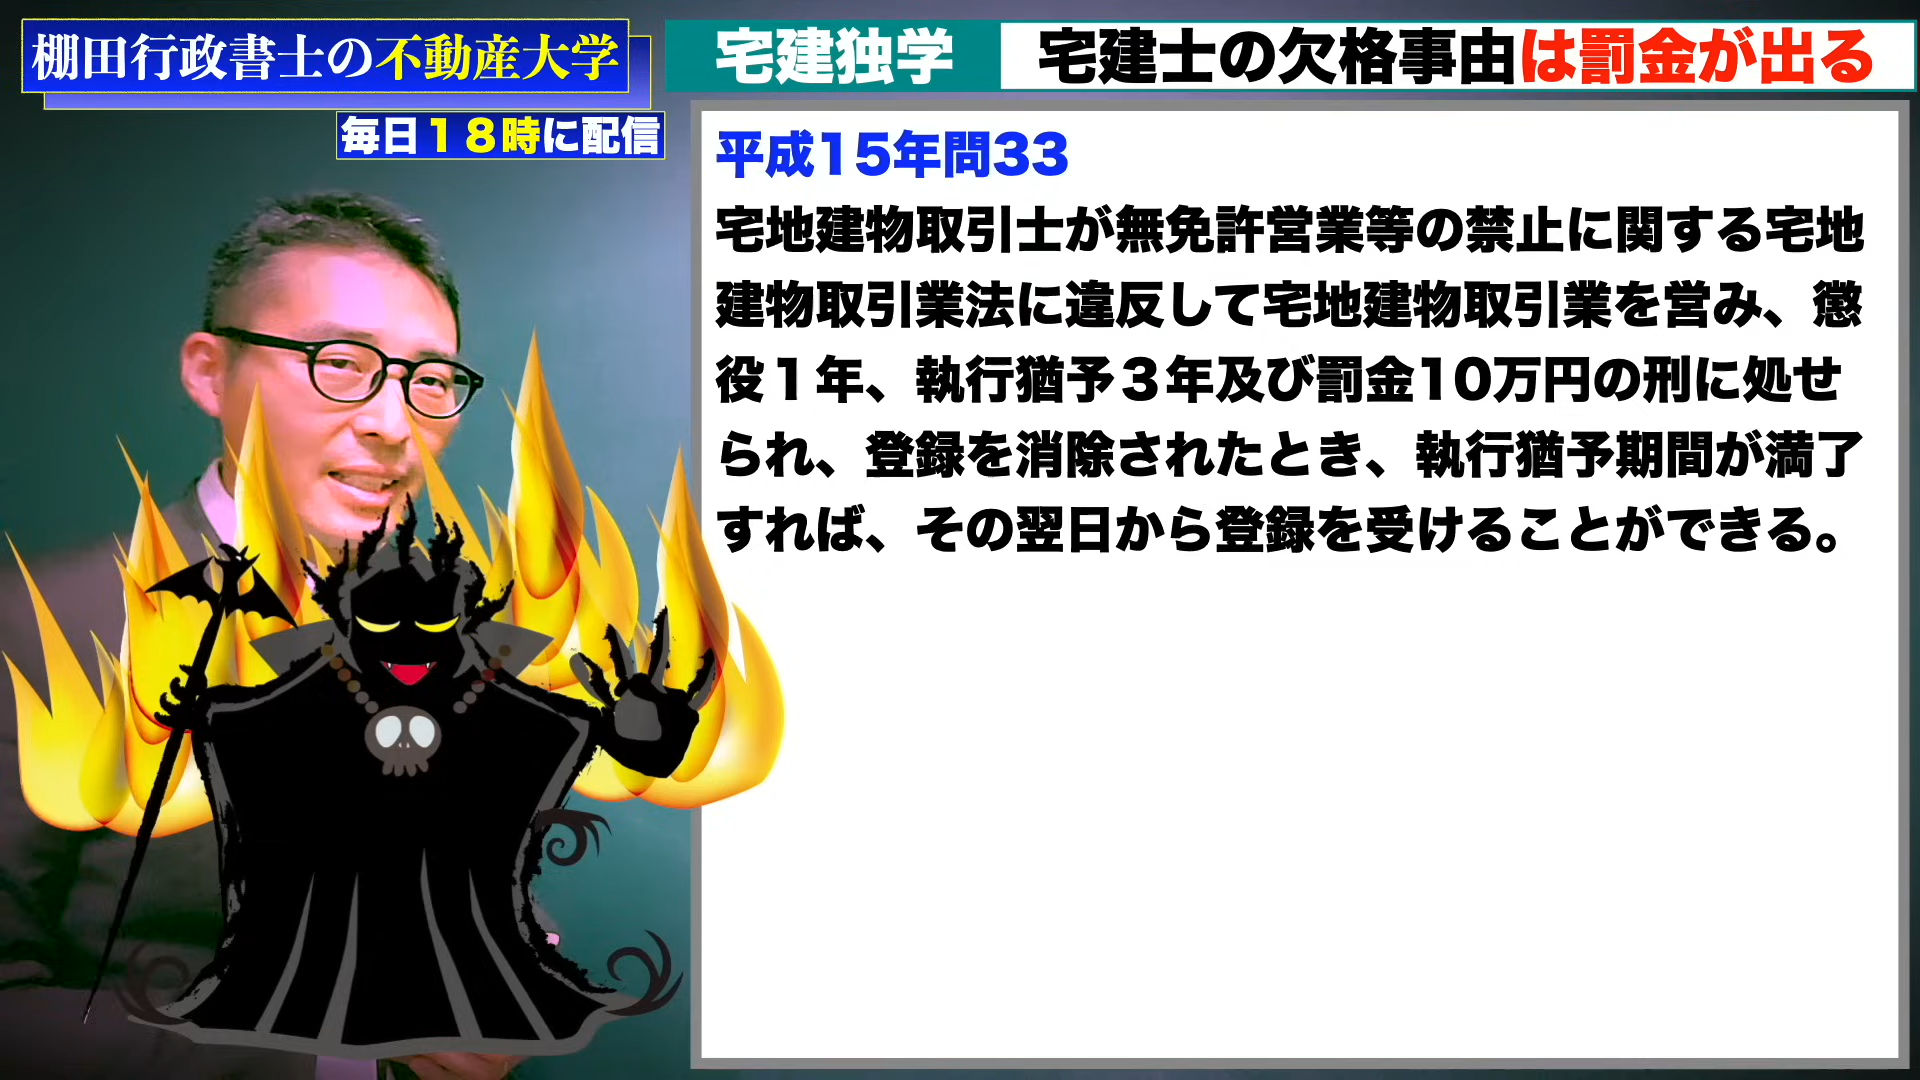 棚田行政書士の不動産大学
毎日１８時に配信
宅建独学
宅建士の欠格事由は罰金が出る
平成15年問33
宅地建物取引士が無免許営業等の禁止に関する宅地
建物取引業法に違反して宅地建物取引業を営み、懲
役１年、執行猶予３年及び罰金10万円の刑に処せ
られ、登録を消除されたとき、執行猶予期間が満了
すれば、その翌日から登録を受けることができる。